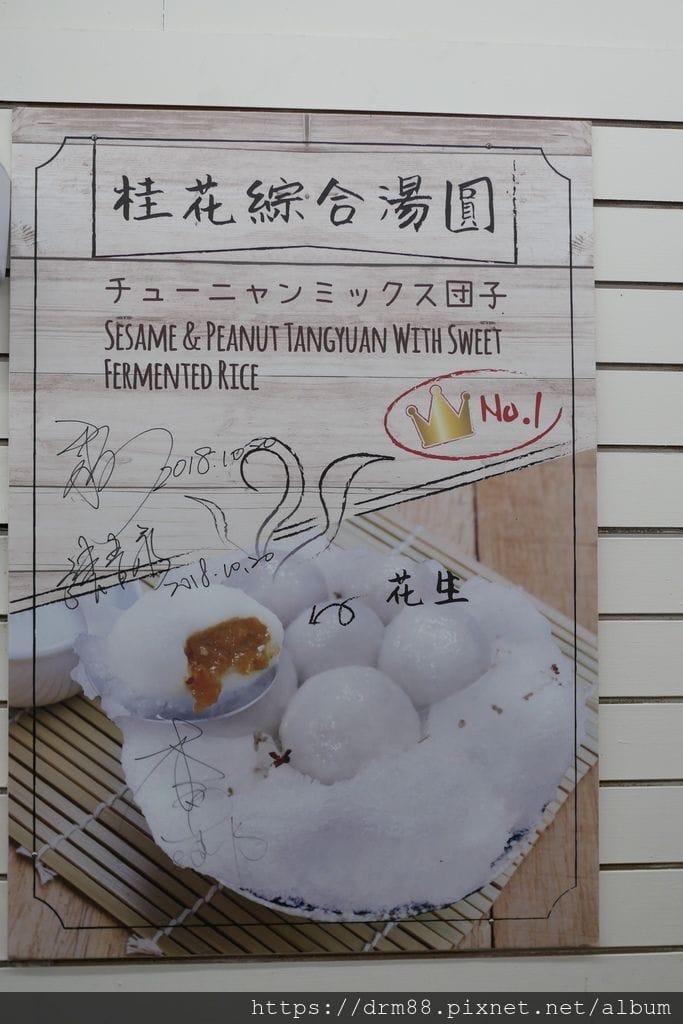 桂花綜合湯圓
チューニャンミックス団子
SESAME & PEANUT TANGYUAN WITH SWEET
FERMENTED RICE
No.1
2018.10.20
2018.10.20
花生
https://drm88.pixnet.net/album